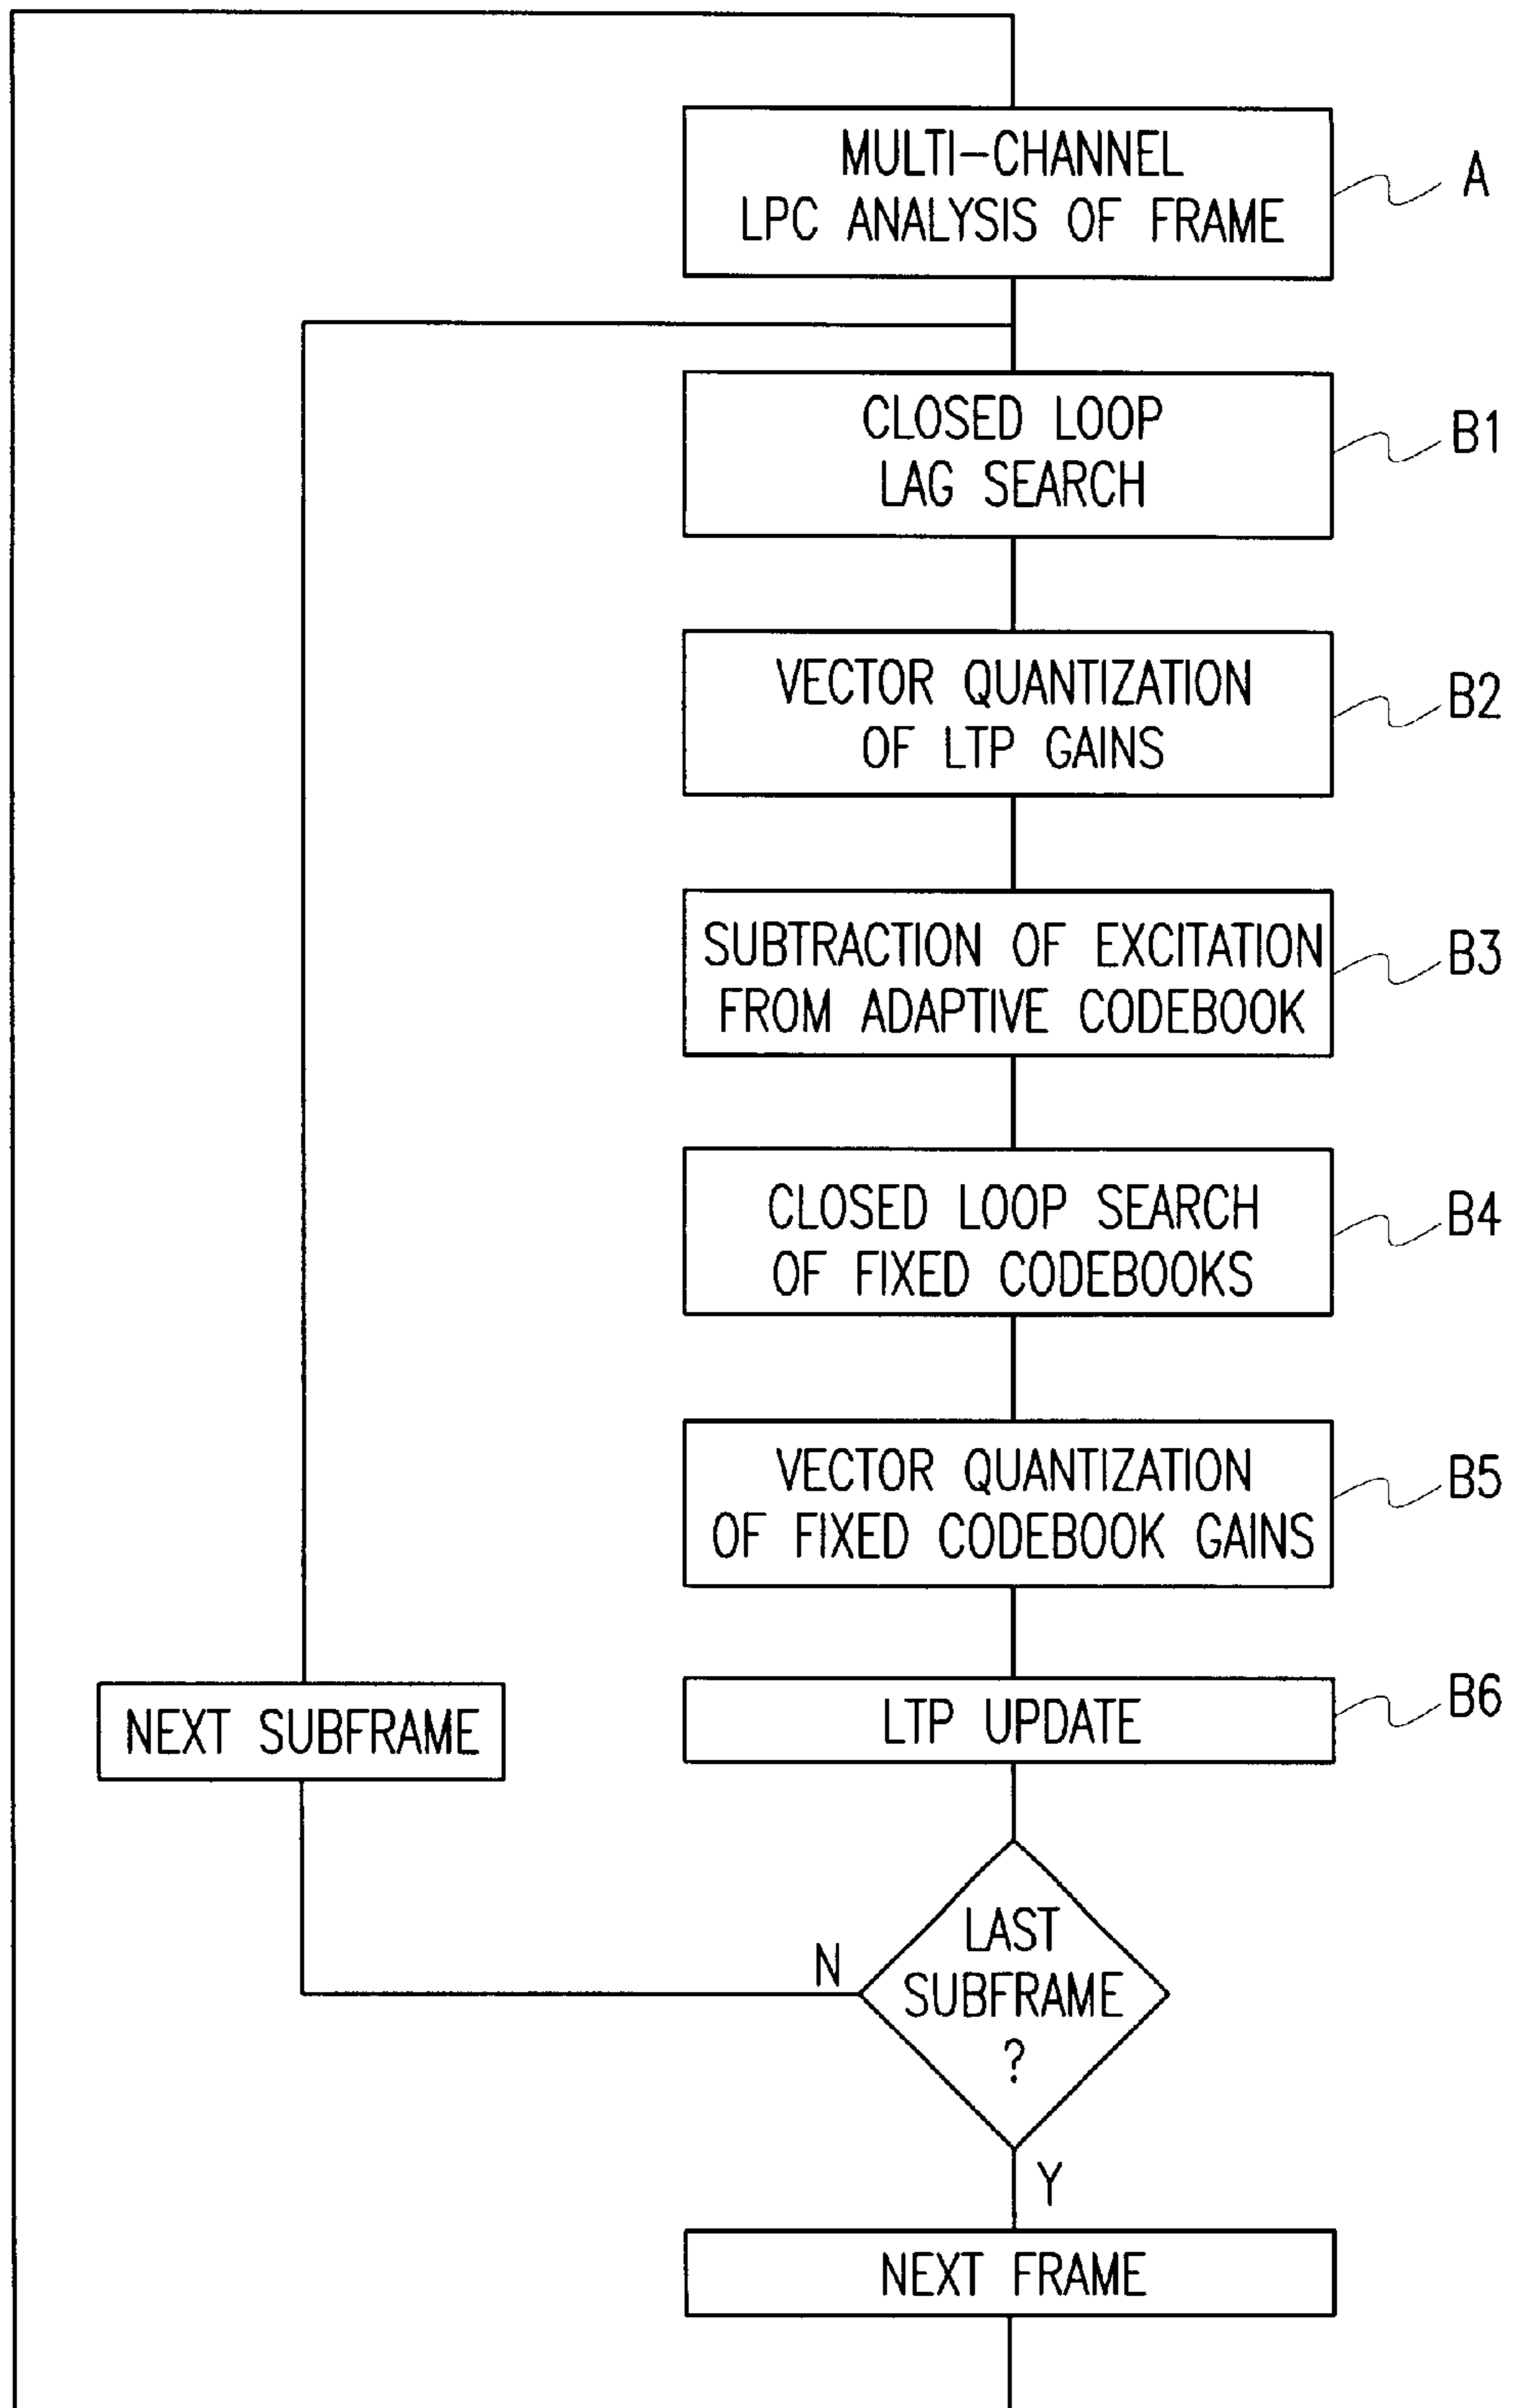 MULTI-CHANNEL
LPC ANALYSIS OF FRAME
A
CLOSED LOOP
LAG SEARCH
B1
VECTOR QUANTIZATION
OF LTP GAINS
B2
SUBTRACTION OF EXCITATION
FROM ADAPTIVE CODEBOOK
B3
CLOSED LOOP SEARCH
OF FIXED CODEBOOKS
B4
VECTOR QUANTIZATION
OF FIXED CODEBOOK GAINS
B5
NEXT SUBFRAME
LTP UPDATE
B6
LAST
SUBFRAME
?
N
Y
NEXT FRAME